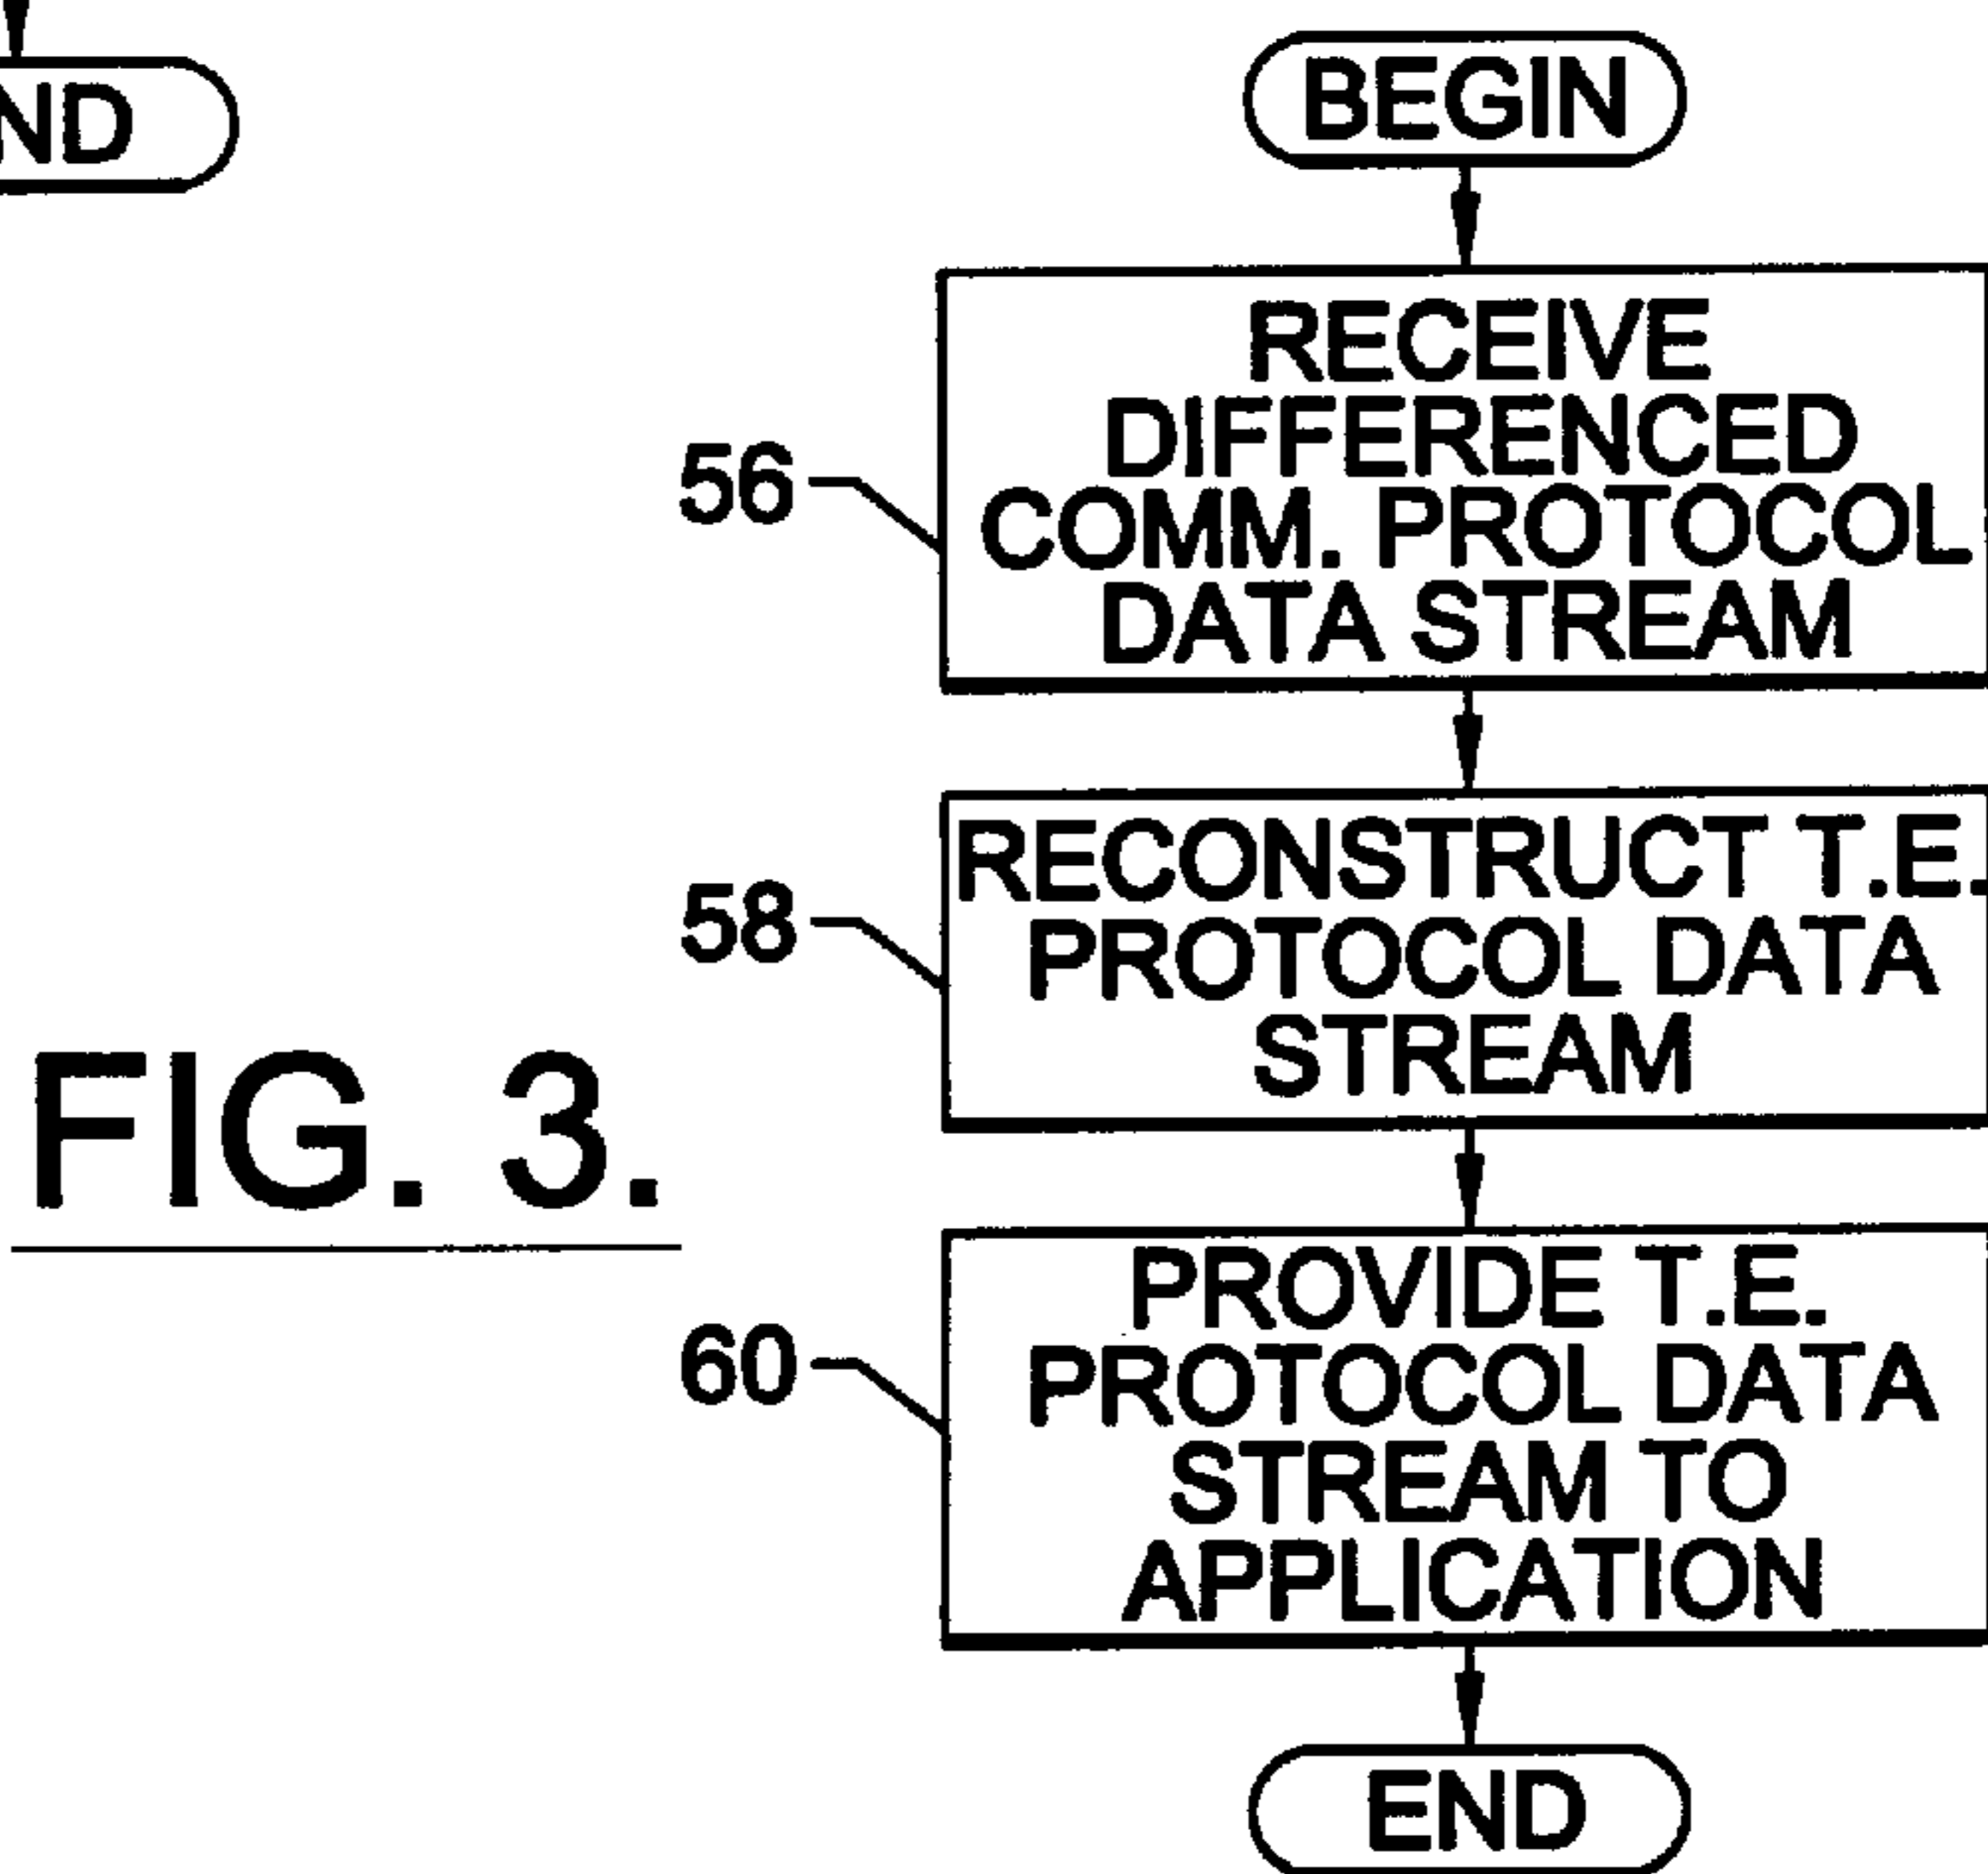 BEGIN
RECEIVE
DIFFERENCED
COMM. PROTOCOL
DATA STREAM
56
RECONSTRUCT T.E.
PROTOCOL DATA
STREAM
58
FIG. 3.
PROVIDE T.E.
PROTOCOL DATA
STREAM TO
APPLICATION
60
END